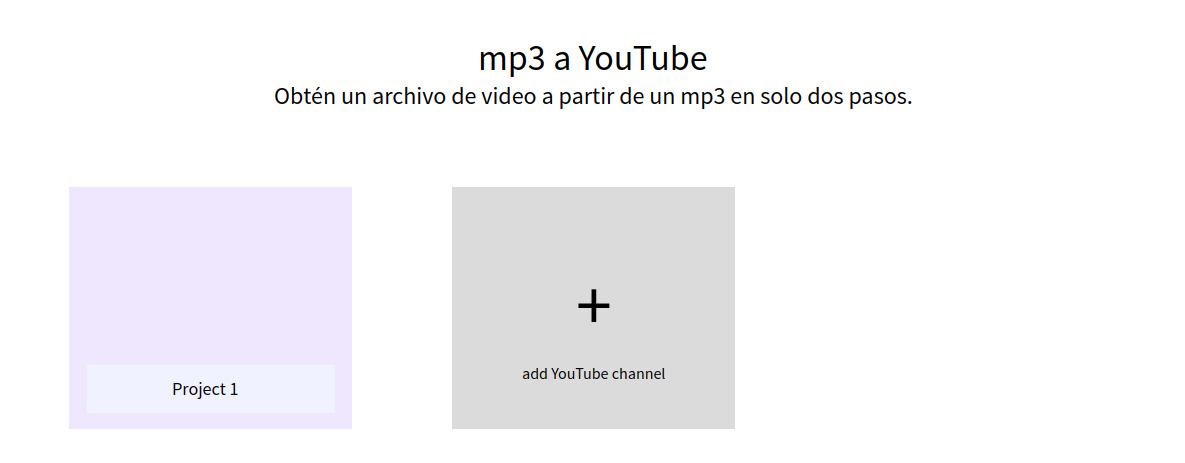 mp3 a YouTube
Obtén un archivo de video a partir de un mp3 en solo dos pasos.
Project 1
+
add YouTube channel